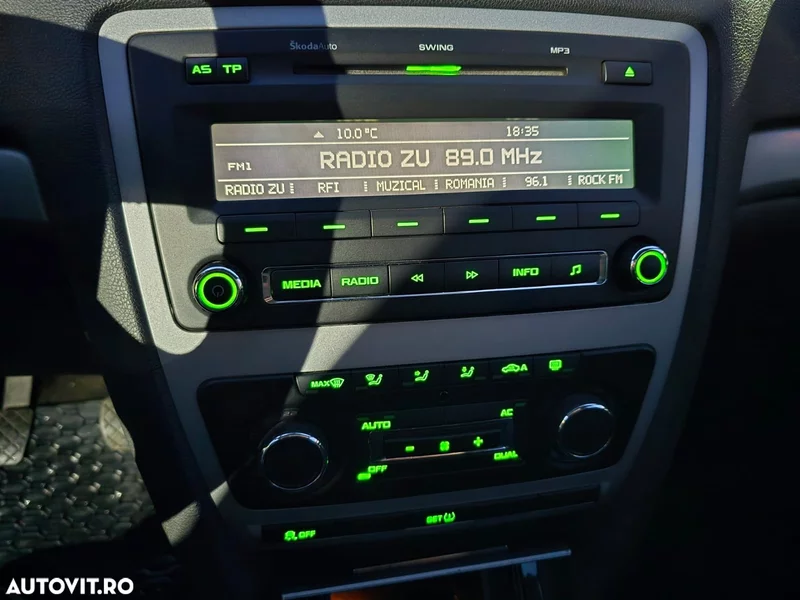 ŠkodaAuto SWING MP3
AS TP
10.0°C 18:35
FM1 RADIO ZU 89.0 MHz
RADIO ZU RFI MUZICAL ROMANIA 96.1 ROCK FM
MEDIA RADIO INFO
MAX A
AUTO AC
OFF DUAL
OFF SET
AUTOVIT.RO